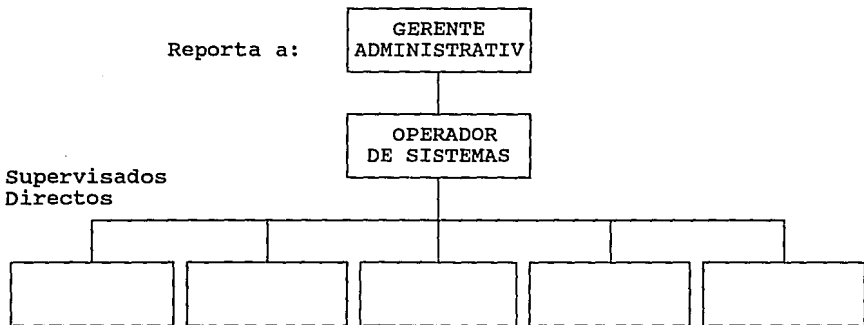 GERENTE
Reporta a: ADMINISTRATIV
OPERADOR
DE SISTEMAS
Supervisados
Directos